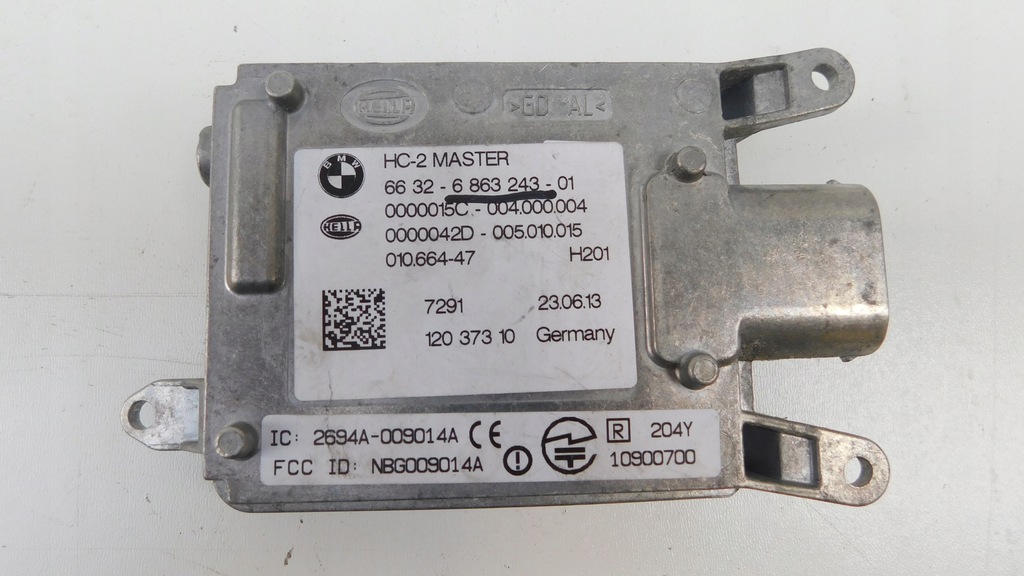 HELLA
>GD *AL<
BMW
HC-2 MASTER
66 32 - 6 863 243 - 01
0000015C - 004.000.004
HELLA
0000042D - 005.010.015
010.664-47 H201
7291 23.06.13
120 373 10 Germany
IC: 2694A-009014A CE R 204Y
FCC ID: NBG009014A 10900700